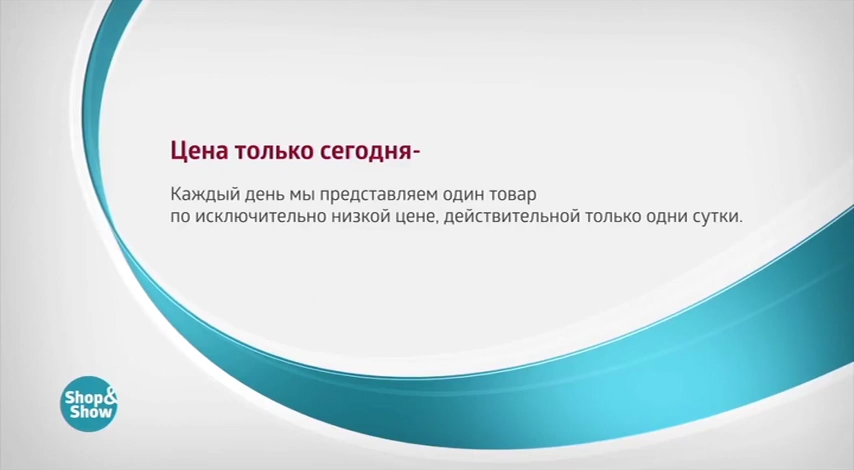 Цена только сегодня-
Каждый день мы представляем один товар
по исключительно низкой цене, действительной только одни сутки.
Shop&
Show